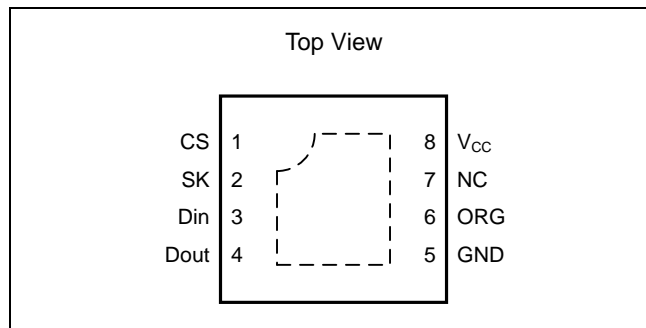 Top View
CS 1 8 VCC
SK 2 7 NC
Din 3 6 ORG
Dout 4 5 GND